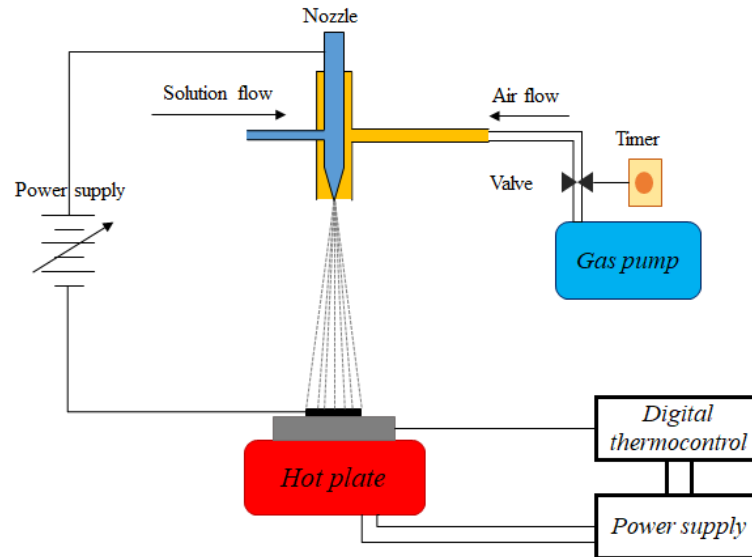 Nozzle
Solution flow
Air flow
Timer
Power supply
Valve
Gas pump
Digital
thermocontrol
Hot plate
Power supply